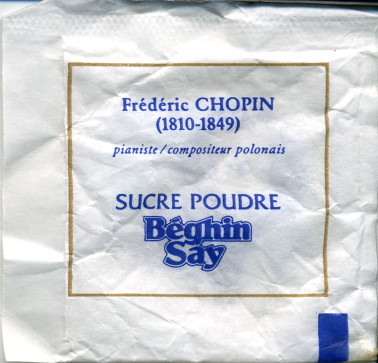 Frédéric CHOPIN
(1810-1849)
pianiste/compositeur polonais
SUCRE POUDRE
Béghin
Say